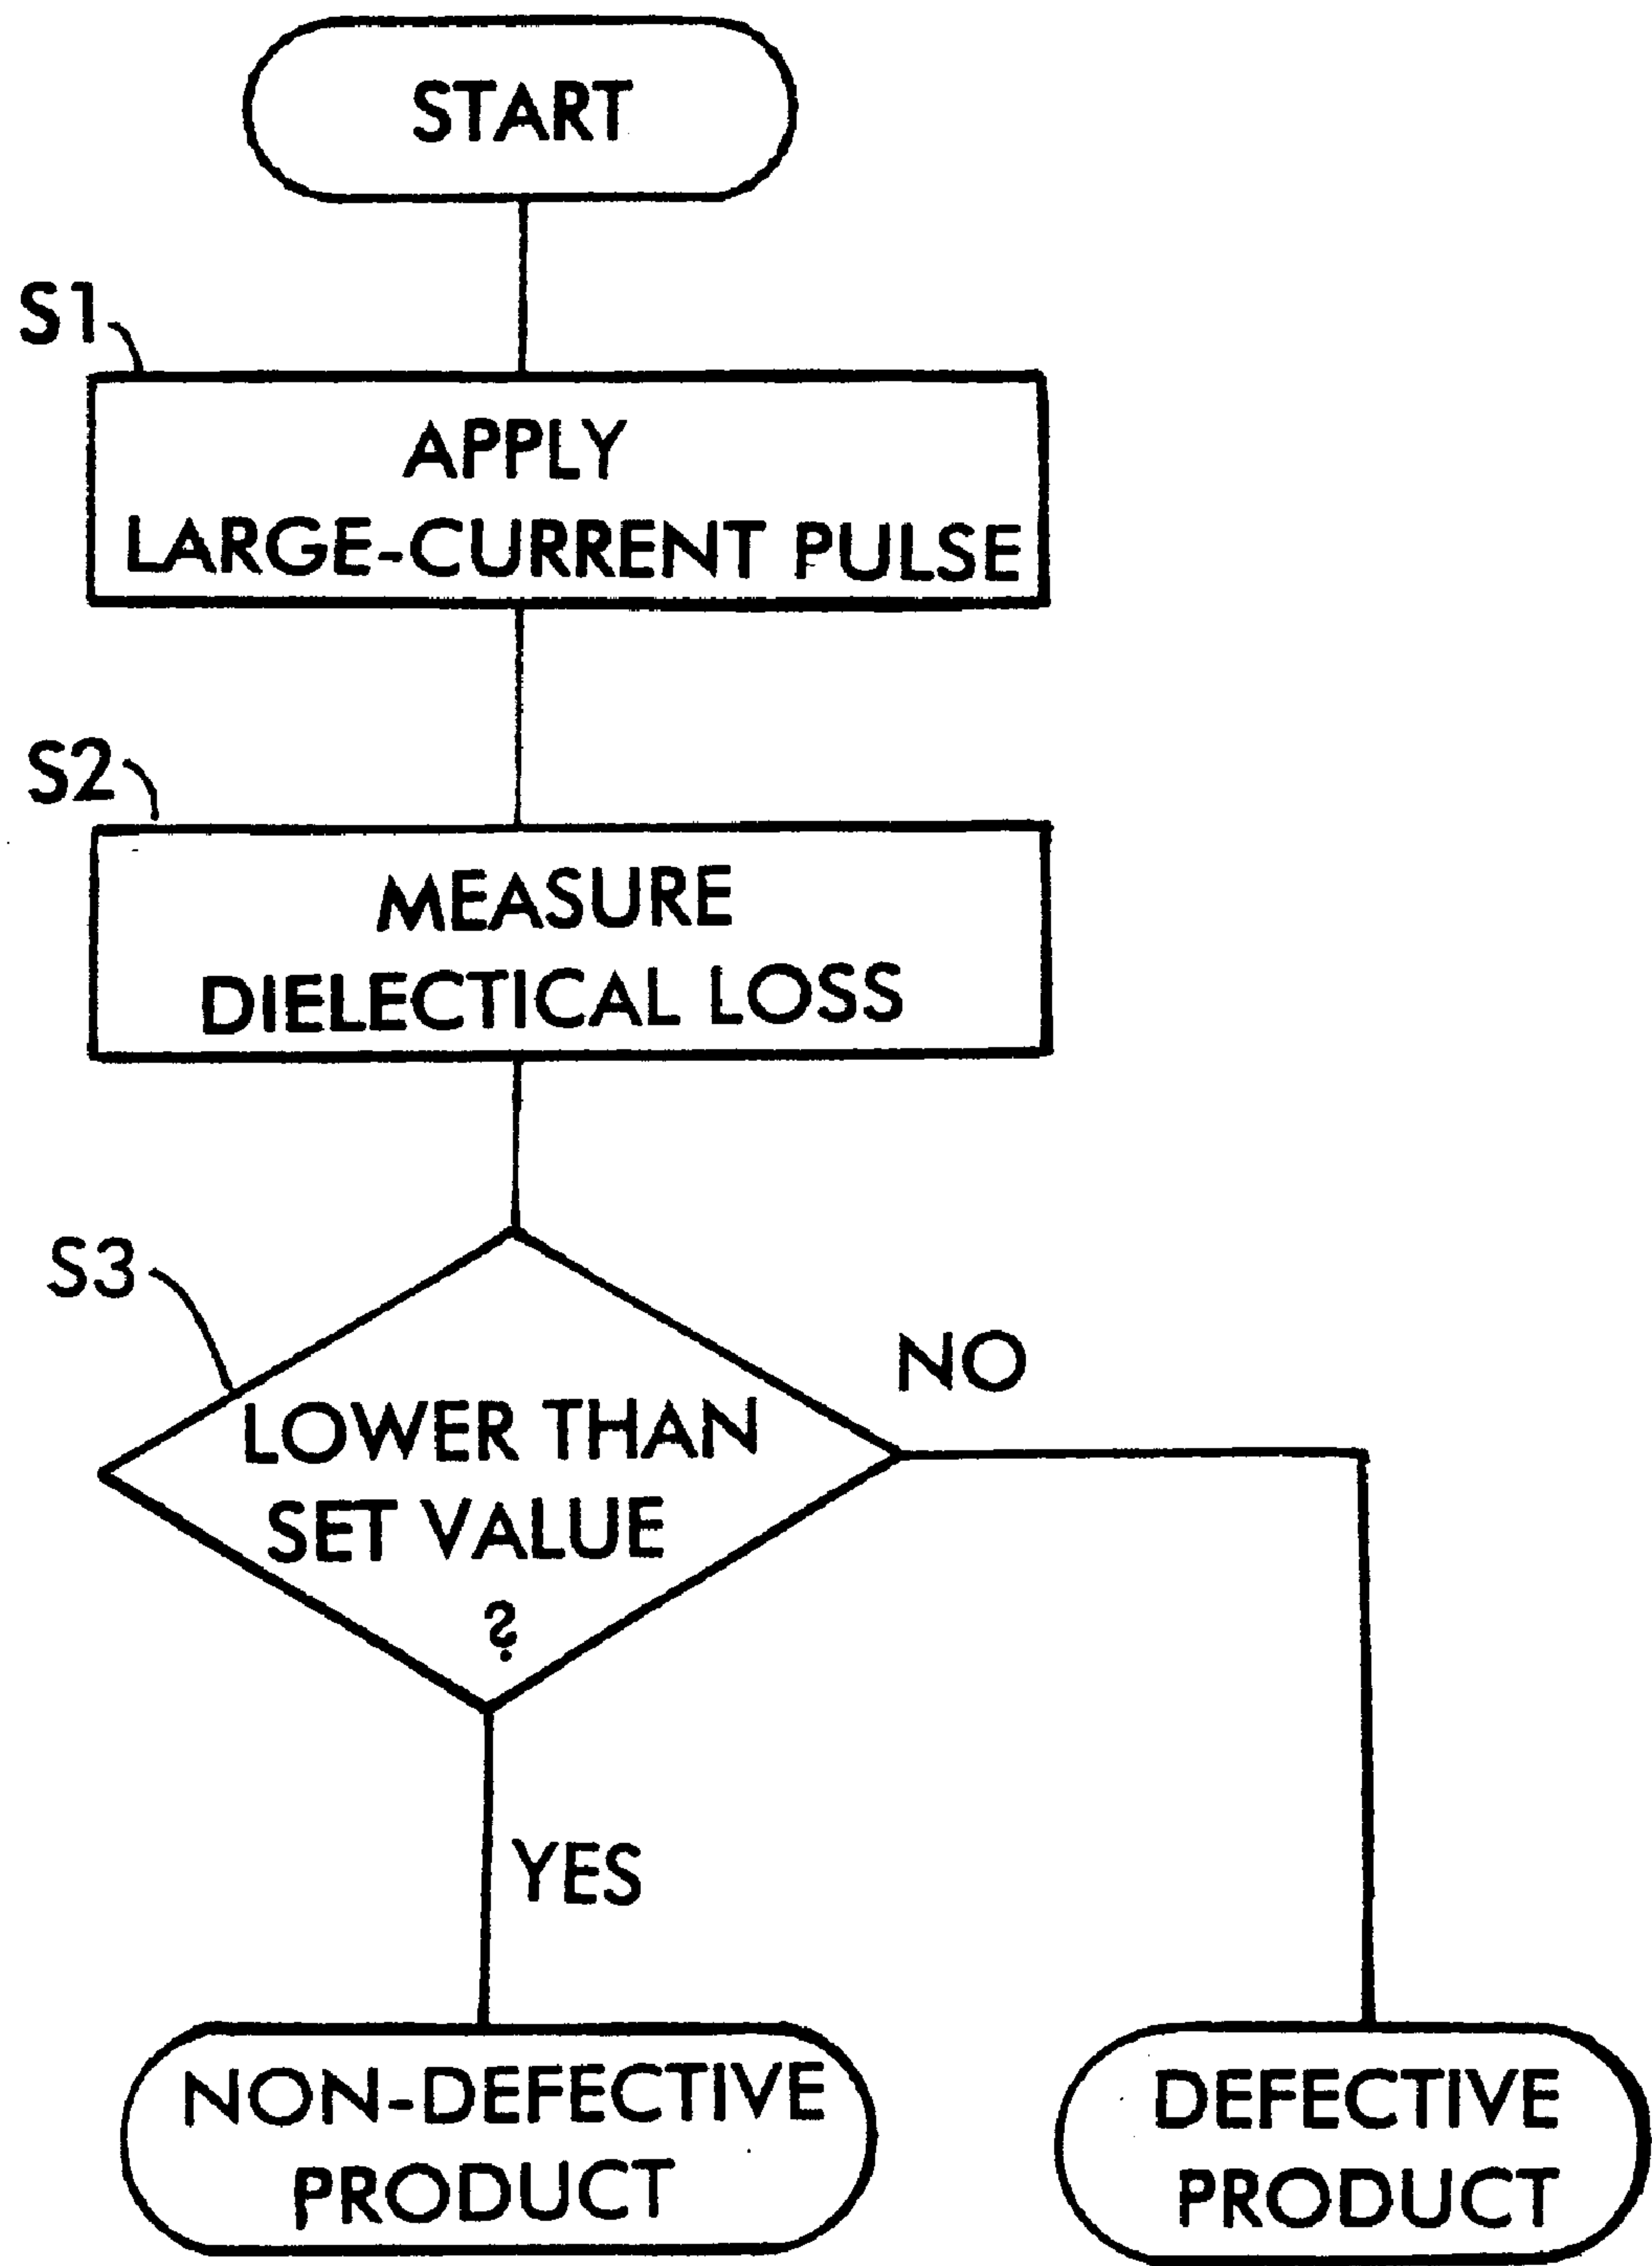 START
S1
APPLY
LARGE-CURRENT PULSE
S2
MEASURE
DIELECTICAL LOSS
S3
LOWER THAN
SET VALUE
?
NO
YES
NON-DEFECTIVE
PRODUCT
DEFECTIVE
PRODUCT